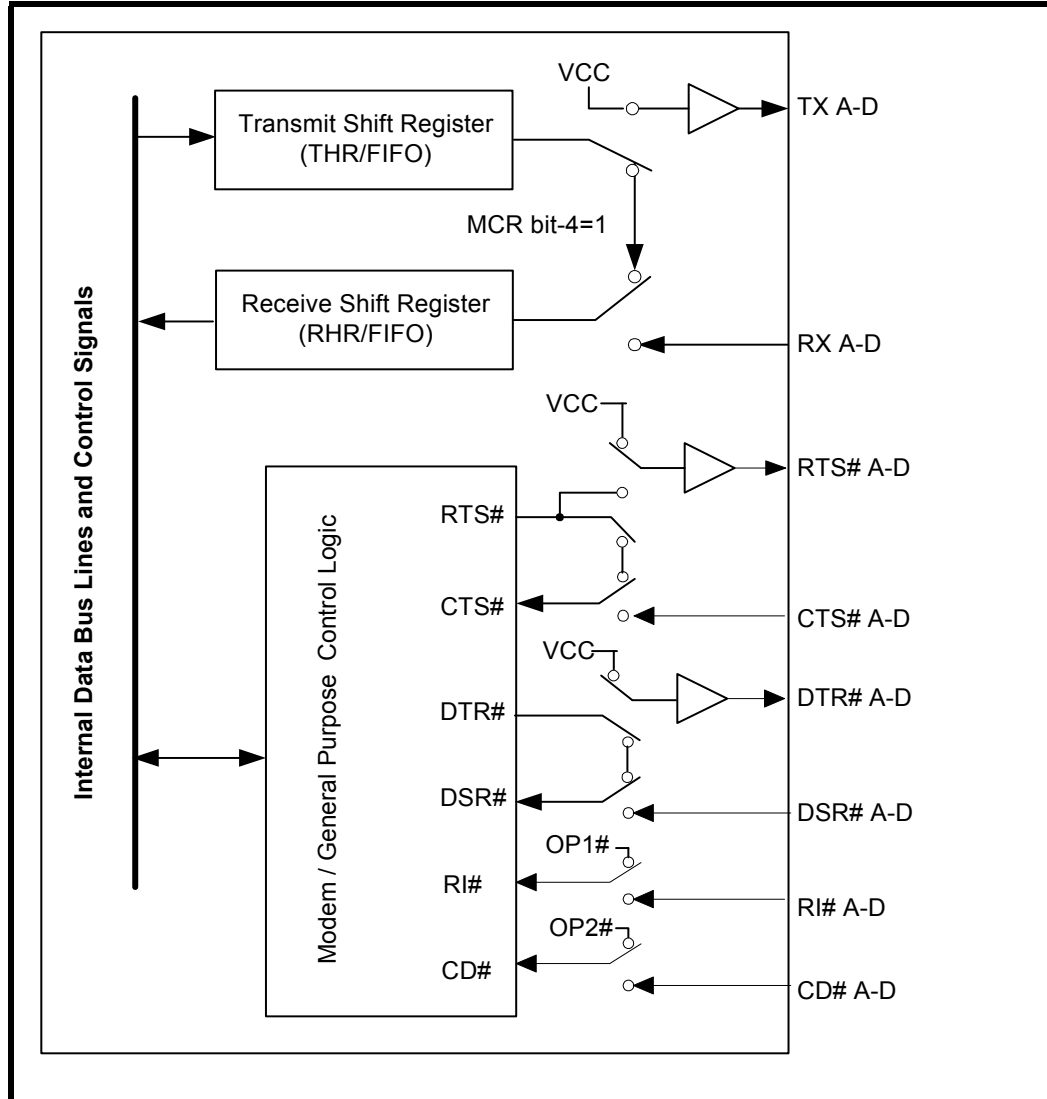 VCC
TX A-D
Transmit Shift Register
(THR/FIFO)
MCR bit-4=1
Receive Shift Register
(RHR/FIFO)
RX A-D
Internal Data Bus Lines and Control Signals
VCC
RTS# A-D
Modem / General Purpose Control Logic
RTS#
CTS#
CTS# A-D
VCC
DTR# A-D
DTR#
DSR#
DSR# A-D
OP1#
RI#
RI# A-D
OP2#
CD#
CD# A-D